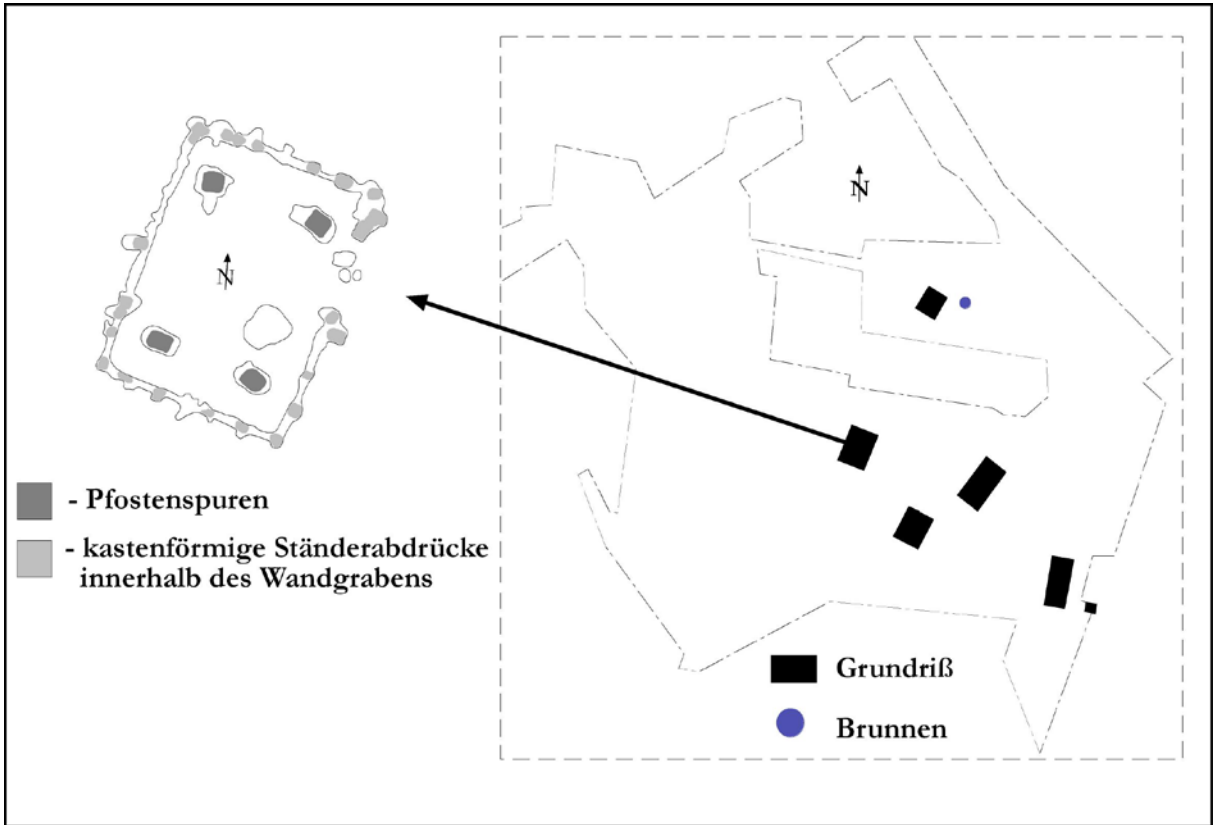 N
N
- Pfostenspuren
- kastenförmige Ständerabdrücke
innerhalb des Wandgrabens
Grundriß
Brunnen